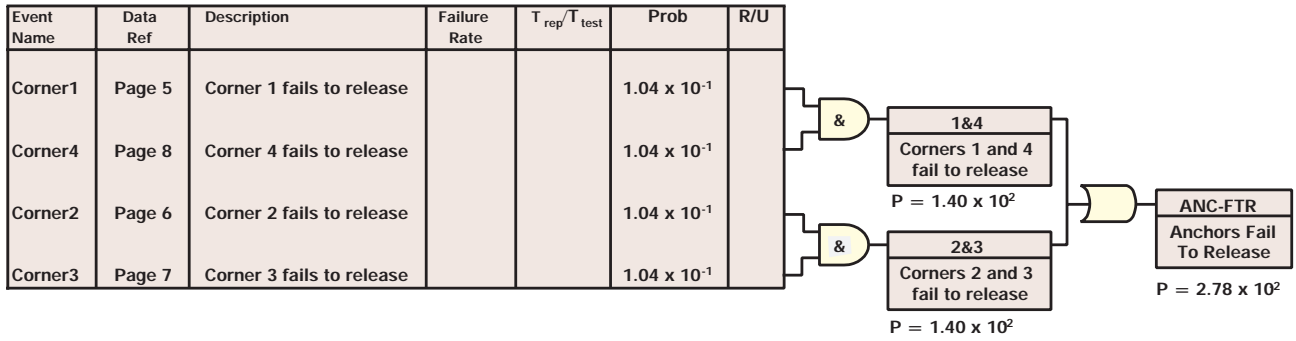 Event Name
Data Ref
Description
Failure Rate
T rep/T test
Prob
R/U
Corner1 Page 5 Corner 1 fails to release 1.04 x 10-1
Corner4 Page 8 Corner 4 fails to release 1.04 x 10-1
Corner2 Page 6 Corner 2 fails to release 1.04 x 10-1
Corner3 Page 7 Corner 3 fails to release 1.04 x 10-1
&
1&4
Corners 1 and 4
fail to release
P = 1.40 x 102
&
2&3
Corners 2 and 3
fail to release
P = 1.40 x 102
ANC-FTR
Anchors Fail
To Release
P = 2.78 x 102